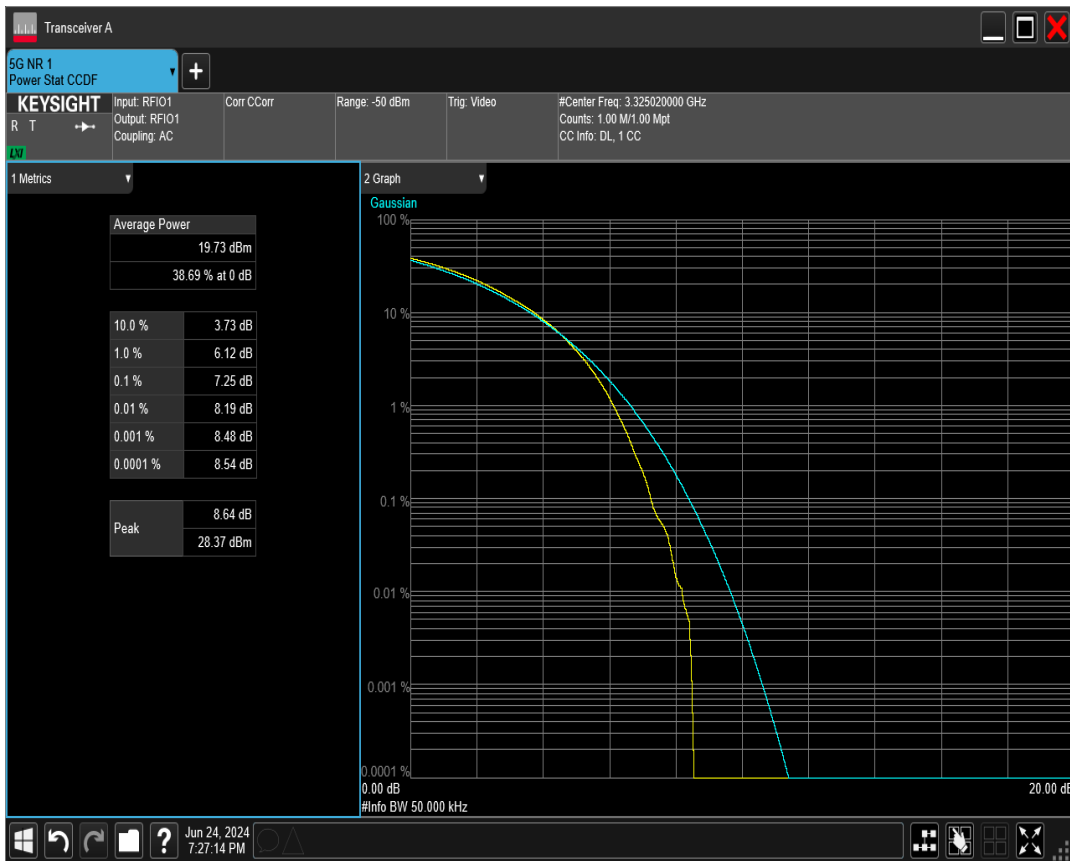 Transceiver A
5G NR 1
Power Stat CCDF
KEYSIGHT
R T
LXI
Input: RFIO1
Output: RFIO1
Coupling: AC
Corr CCorr
Range: -50 dBm
Trig: Video
#Center Freq: 3.325020000 GHz
Counts: 1.00 M/1.00 Mpt
CC Info: DL, 1 CC
1 Metrics
Average Power
19.73 dBm
38.69 % at 0 dB
10.0 % 3.73 dB
1.0 % 6.12 dB
0.1 % 7.25 dB
0.01 % 8.19 dB
0.001 % 8.48 dB
0.0001 % 8.54 dB
Peak 8.64 dB
28.37 dBm
2 Graph
Gaussian
100 %
10 %
1 %
0.1 %
0.01 %
0.001 %
0.0001 %
0.00 dB 20.00 dB
#Info BW 50.000 kHz
? Jun 24, 2024
7:27:14 PM